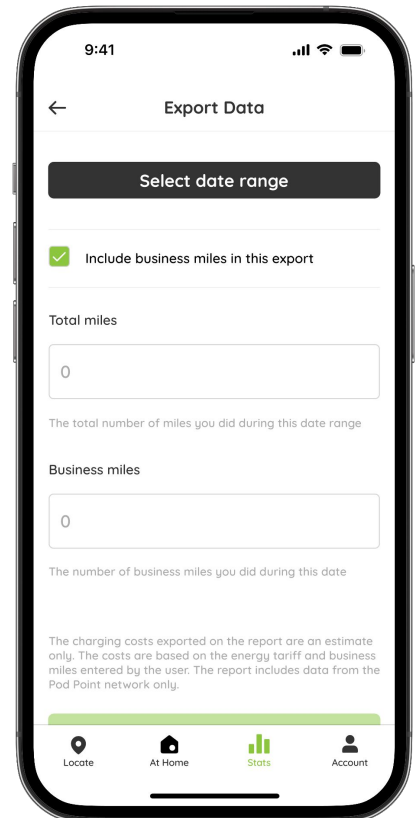 9:41
Export Data
Select date range
Include business miles in this export
Total miles
0
The total number of miles you did during this date range
Business miles
0
The number of business miles you did during this date
The charging costs exported on the report are an estimate
only. The costs are based on the energy tariff and business
miles entered by the user. The report includes data from the
Pod Point network only.
Locate At Home Stats Account